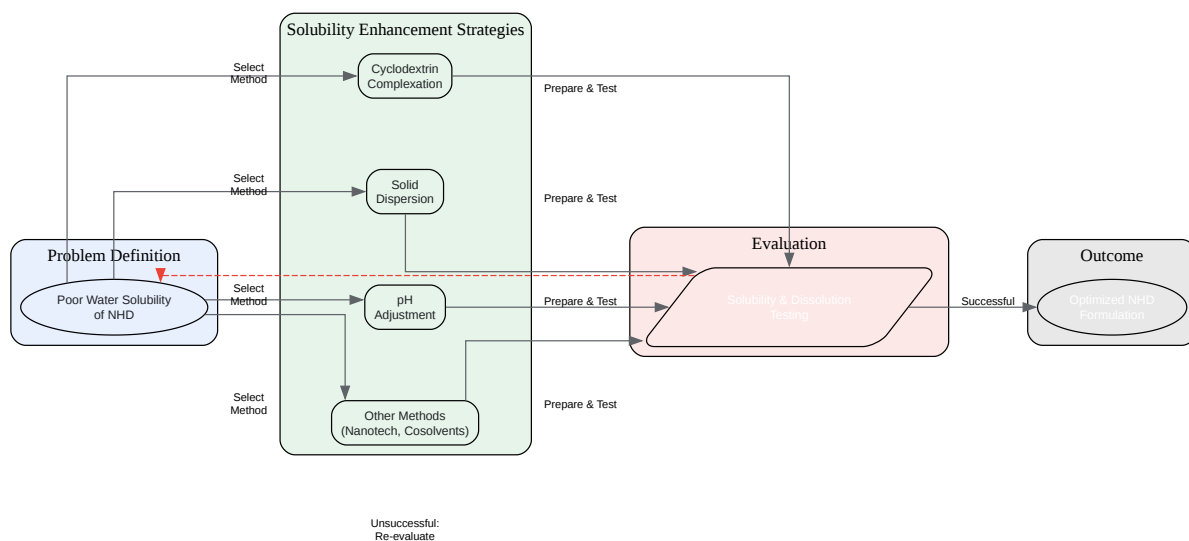 Solubility Enhancement Strategies
Select
Method
Cyclodextrin
Complexation
Prepare & Test
Select
Method
Solid
Dispersion
Prepare & Test
Problem Definition
Poor Water Solubility
of NHD
Select
Method
pH
Adjustment
Prepare & Test
Evaluation
Solubility & Dissolution
Testing
Successful
Outcome
Optimized NHD
Formulation
Select
Method
Other Methods
(Nanotech, Cosolvents)
Prepare & Test
Unsuccessful:
Re-evaluate